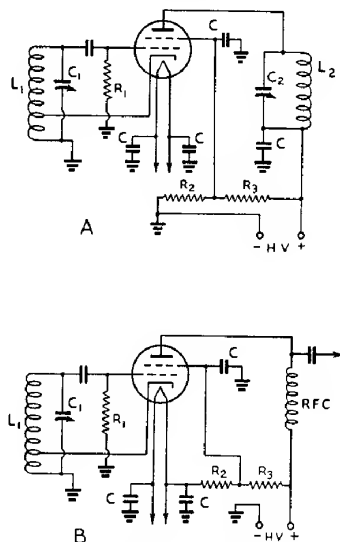 C
L₁ C₁ R₁ C₂ L₂
C C C
R₂ R₃
A
- HV +
C
L₁ C₁ R₁ RFC
C C R₂ R₃
B
- HV +